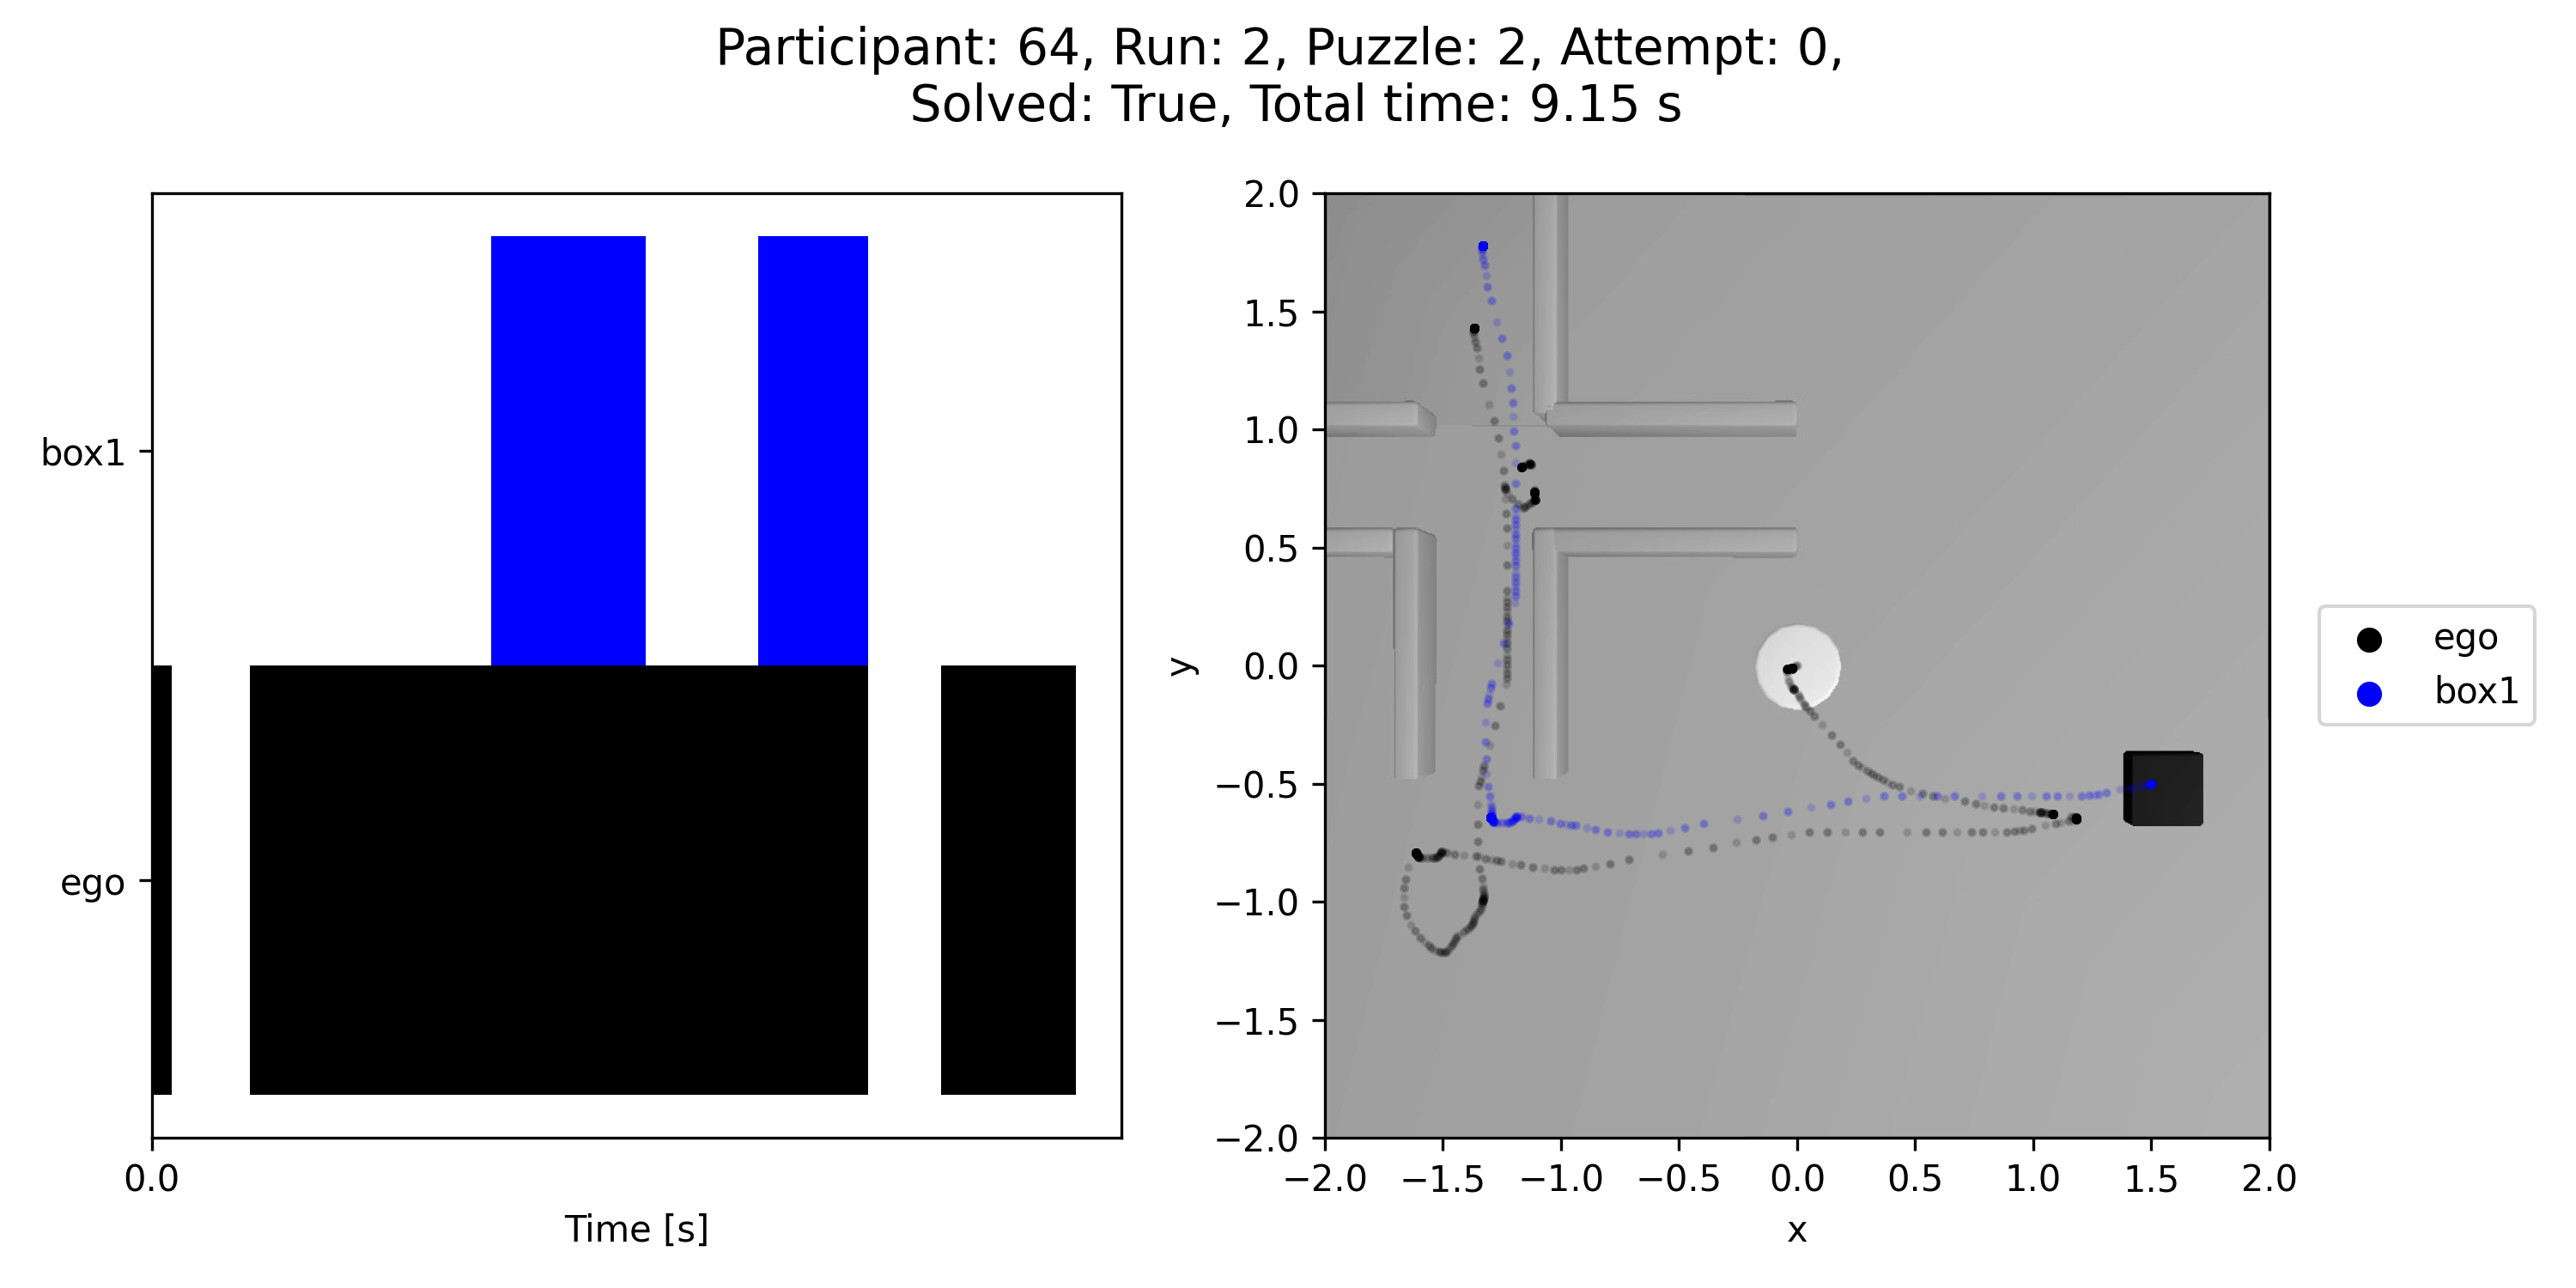 Participant: 64, Run: 2, Puzzle: 2, Attempt: 0,
Solved: True, Total time: 9.15 s
box1
ego
0.0
Time [s]
2.0
1.5
1.0
0.5
0.0
−0.5
−1.0
−1.5
−2.0
y
−2.0 −1.5 −1.0 −0.5 0.0 0.5 1.0 1.5 2.0
x
ego
box1